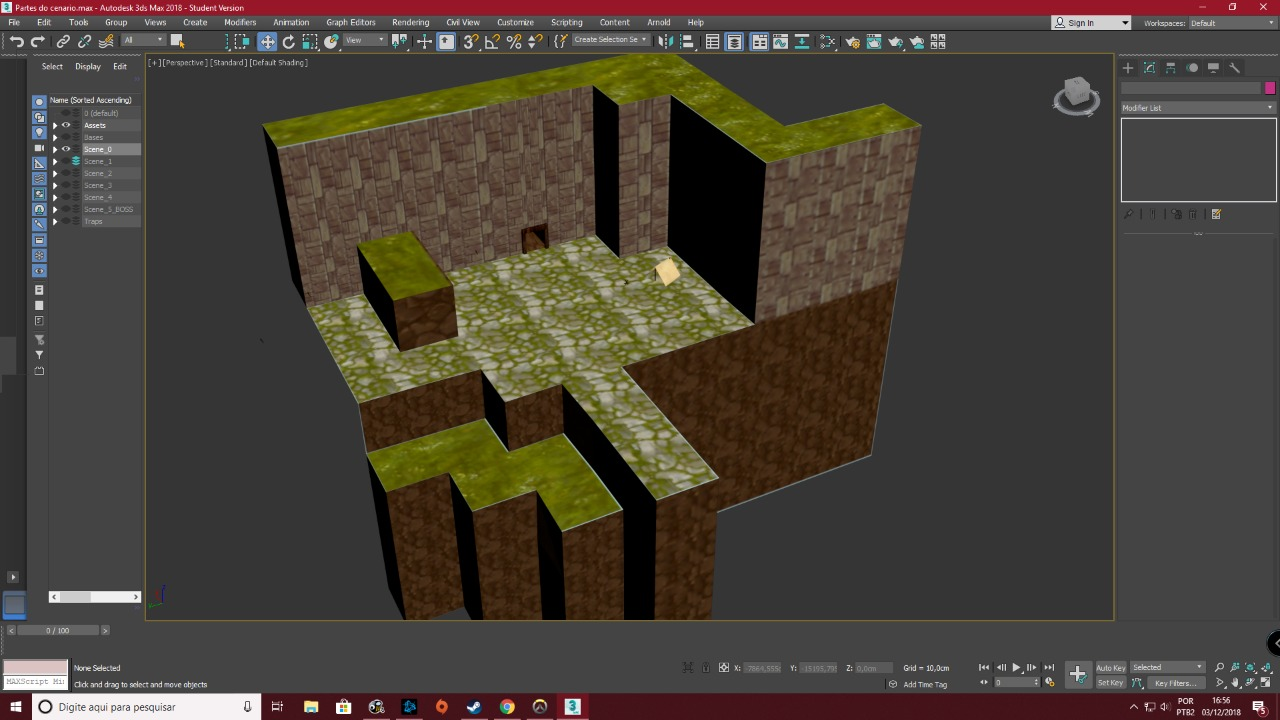 Partes do cenario.max - Autodesk 3ds Max 2018 - Student Version
File Edit Tools Group Views Create Modifiers Animation Graph Editors Rendering Civil View Customize Scripting Content Arnold Help
Sign In Workspaces: Default
All View Create Selection Se
Select Display Edit
[+] [Perspective] [Standard] [Default Shading]
Name (Sorted Ascending)
0 (default)
Assets
Bases
Scene_0
Scene_1
Scene_2
Scene_3
Scene_4
Scene_5_BOSS
Traps
Modifier List
0 / 100
None Selected
Click and drag to select and move objects
MAXScript Mi
X: Y: Z: 0,0cm Grid = 10,0cm
Add Time Tag
0
Auto Key Selected
Set Key Key Filters...
Digite aqui para pesquisar
POR
PTB2
16:56
03/12/2018